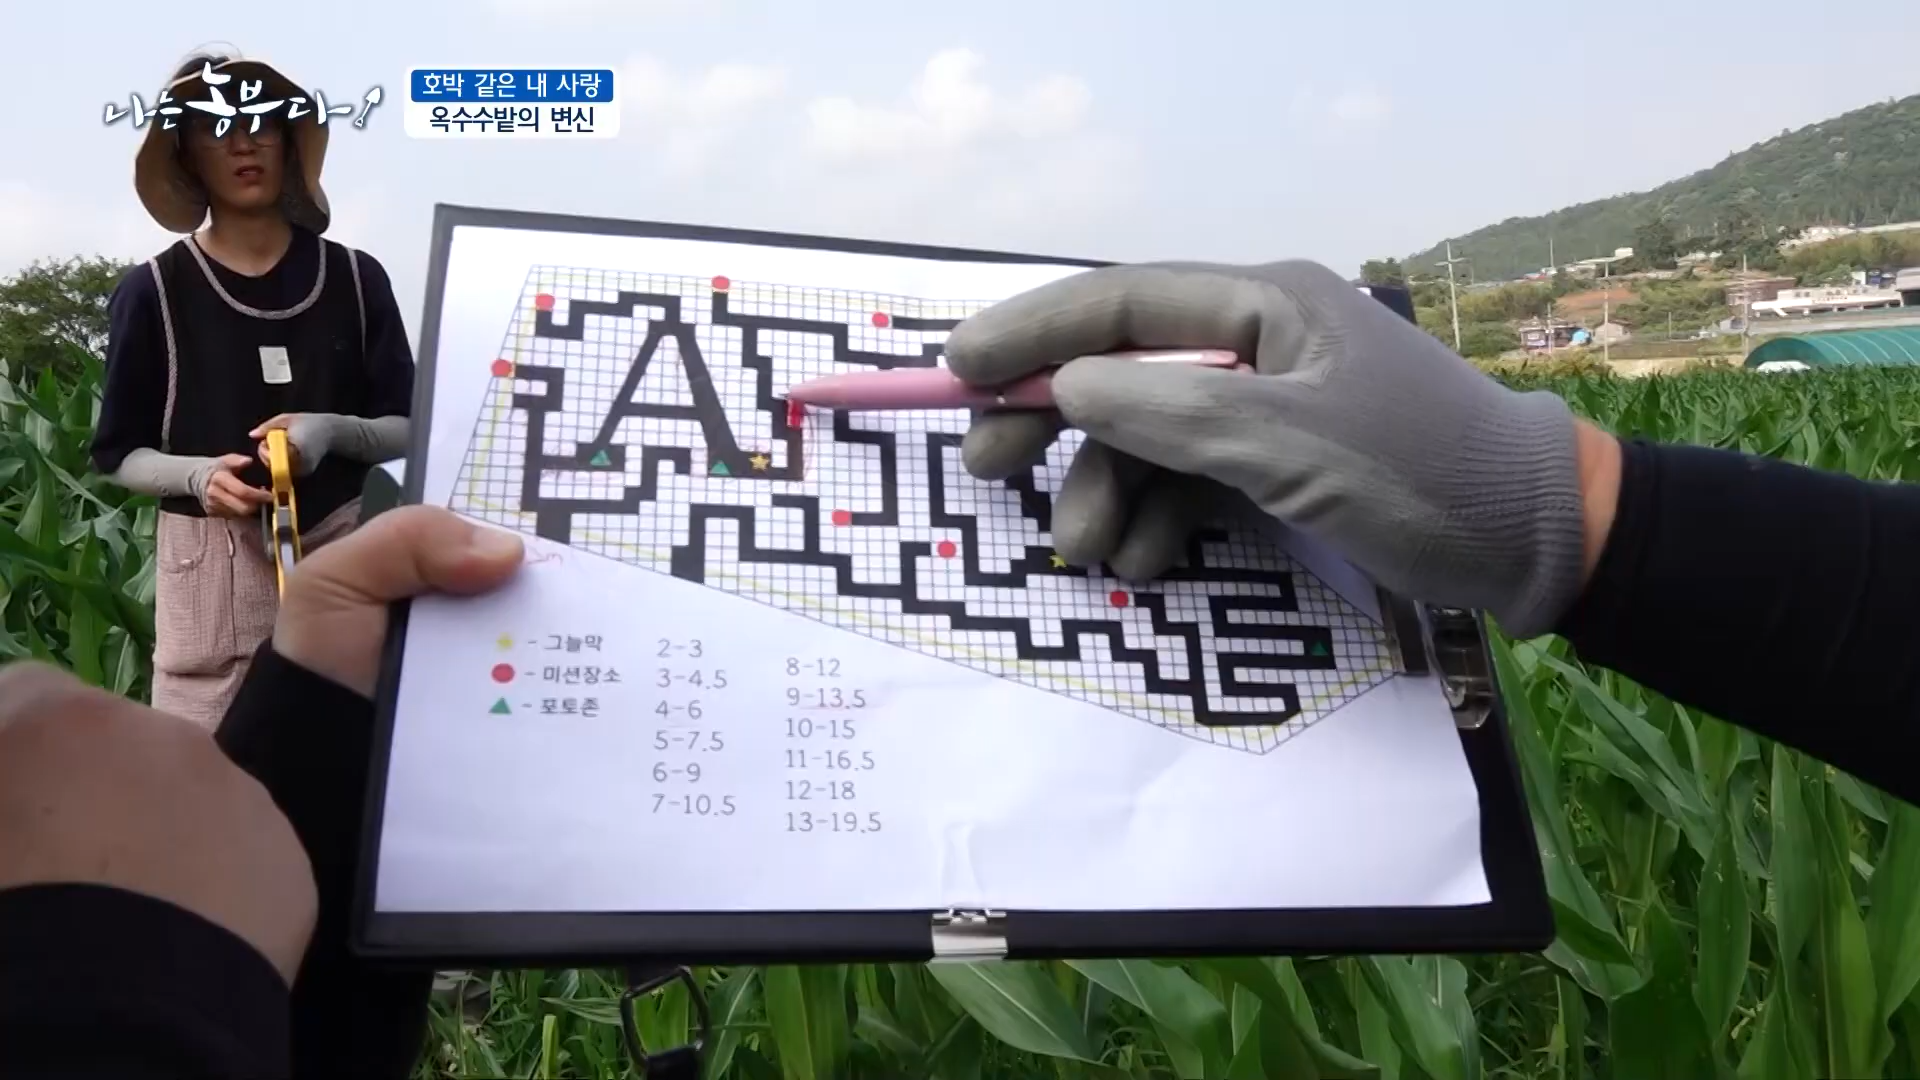 나는 농부다!
호박 같은 내 사랑
옥수수밭의 변신
A
- 그늘막
- 미션장소
- 포토존
2-3
3-4.5
4-6
5-7.5
6-9
7-10.5
8-12
9-13.5
10-15
11-16.5
12-18
13-19.5